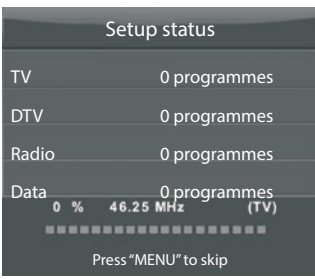 Setup status
TV 0 programmes
DTV 0 programmes
Radio 0 programmes
Data 0 programmes
0 % 46.25 MHz (TV)
Press “MENU” to skip